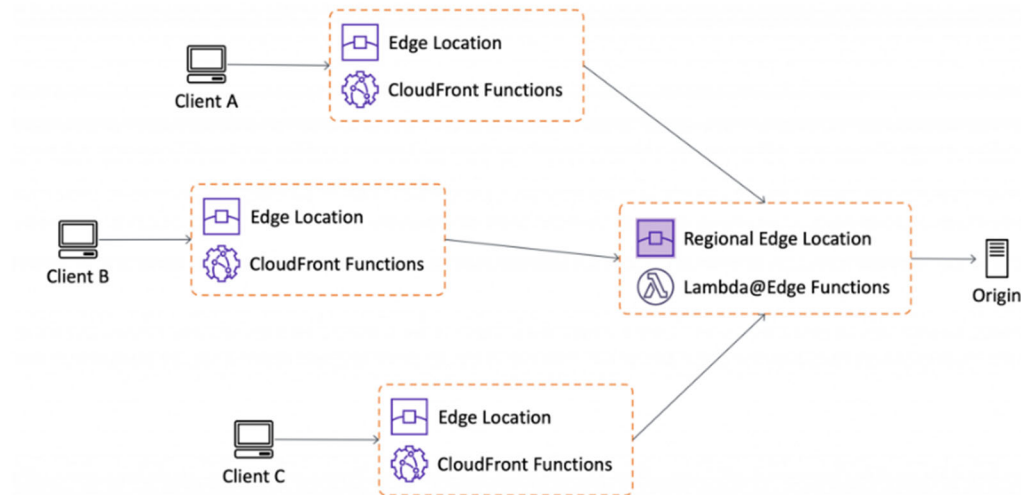 Edge Location
CloudFront Functions
Client A
Edge Location
CloudFront Functions
Client B
Regional Edge Location
Lambda@Edge Functions
Origin
Edge Location
CloudFront Functions
Client C